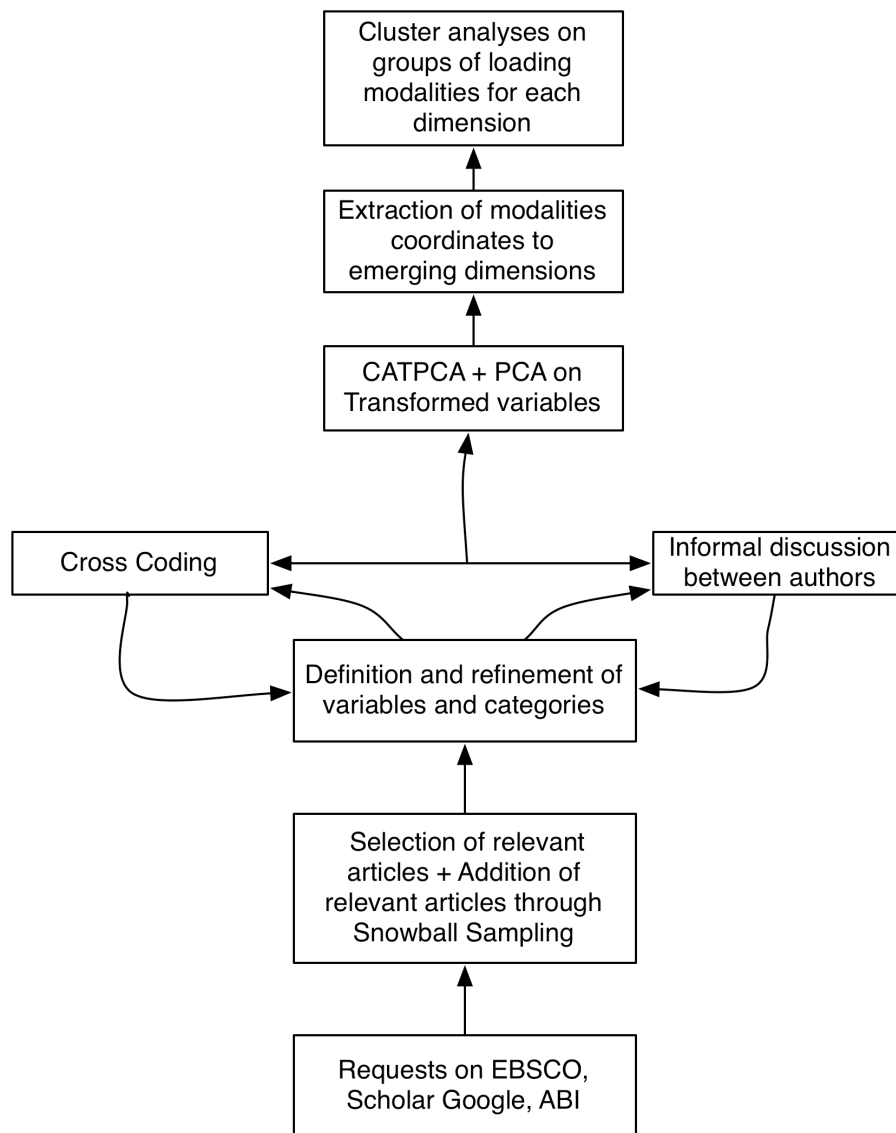 Cluster analyses on
groups of loading
modalities for each
dimension
Extraction of modalities
coordinates to
emerging dimensions
CATPCA + PCA on
Transformed variables
Cross Coding
Informal discussion
between authors
Definition and refinement of
variables and categories
Selection of relevant
articles + Addition of
relevant articles through
Snowball Sampling
Requests on EBSCO,
Scholar Google, ABI